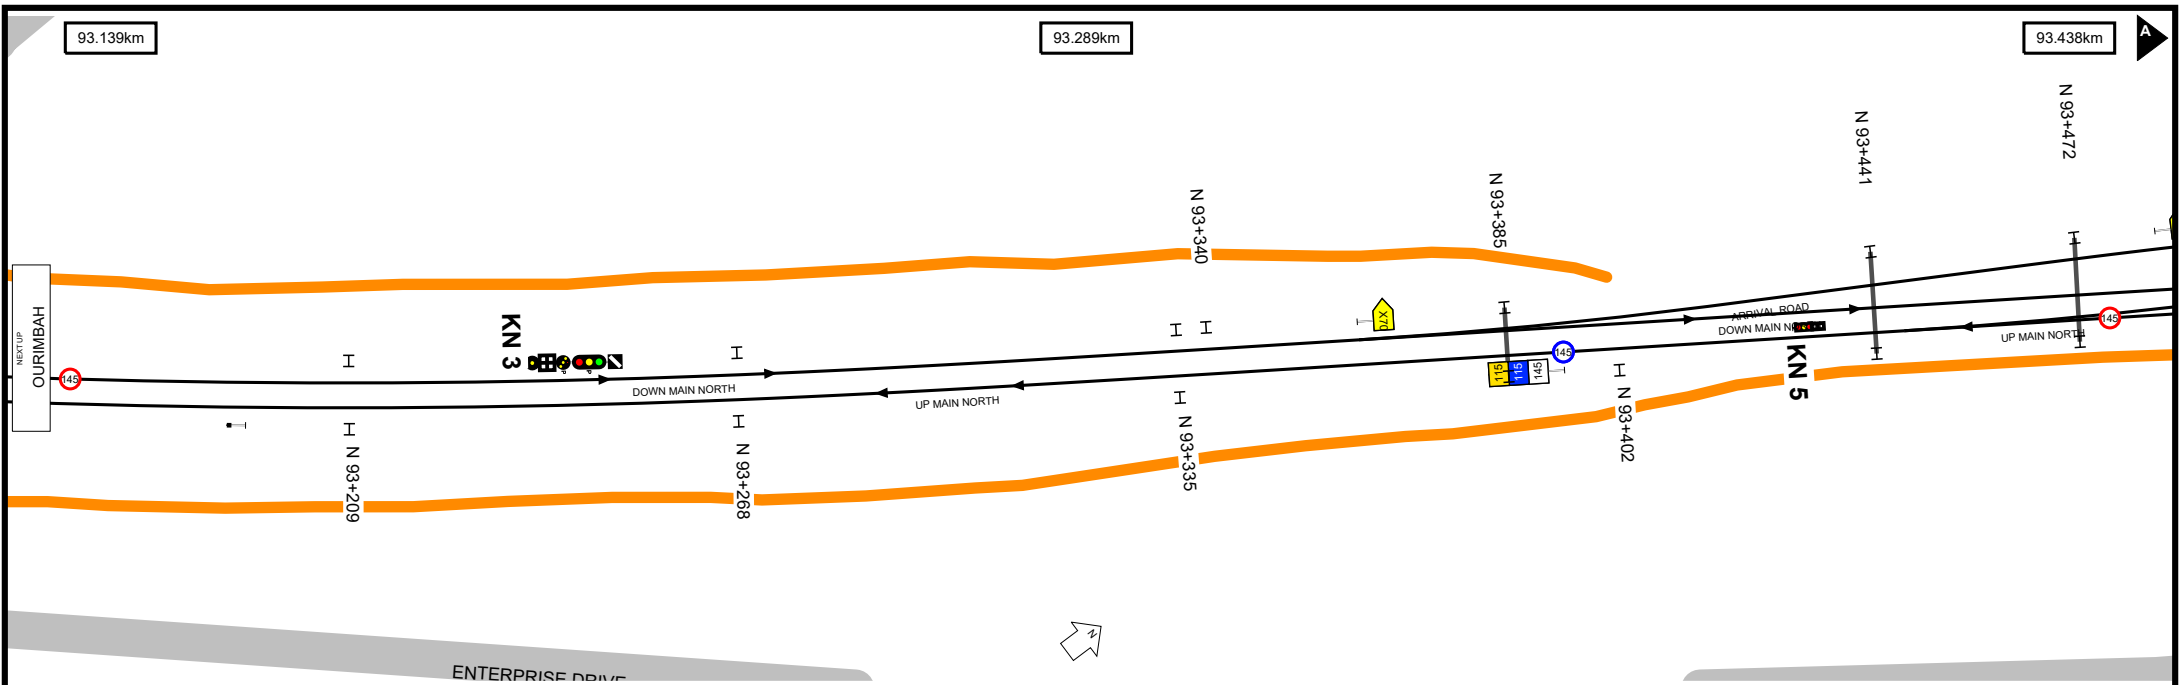 93.139km
93.289km
93.438km
A
N 93+472
N 93+441
N 93+385
N 93+340
NEXT UP
OURIMBAH
145
KN 3
DOWN MAIN NORTH
UP MAIN NORTH
X70
115
115
145
145
ARRIVAL ROAD
DOWN MAIN NORTH
KN 5
UP MAIN NORTH
145
N 93+209
N 93+268
N 93+335
N 93+402
N
ENTERPRISE DRIVE